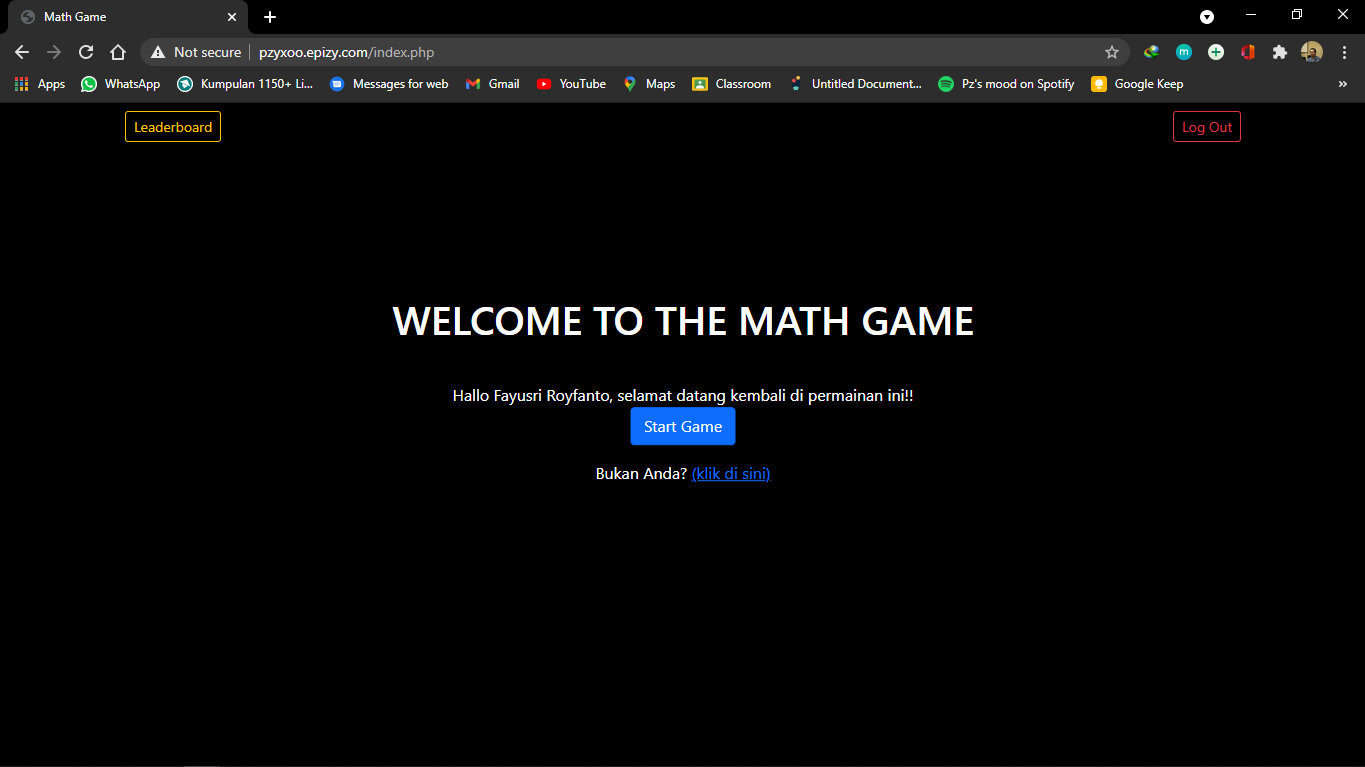 Math Game
Not secure pzyxoo.epizy.com/index.php
Apps WhatsApp Kumpulan 1150+ Li... Messages for web Gmail YouTube Maps Classroom Untitled Document... Pz's mood on Spotify Google Keep »
Leaderboard Log Out
WELCOME TO THE MATH GAME
Hallo Fayusri Royfanto, selamat datang kembali di permainan ini!!
Start Game
Bukan Anda? (klik di sini)